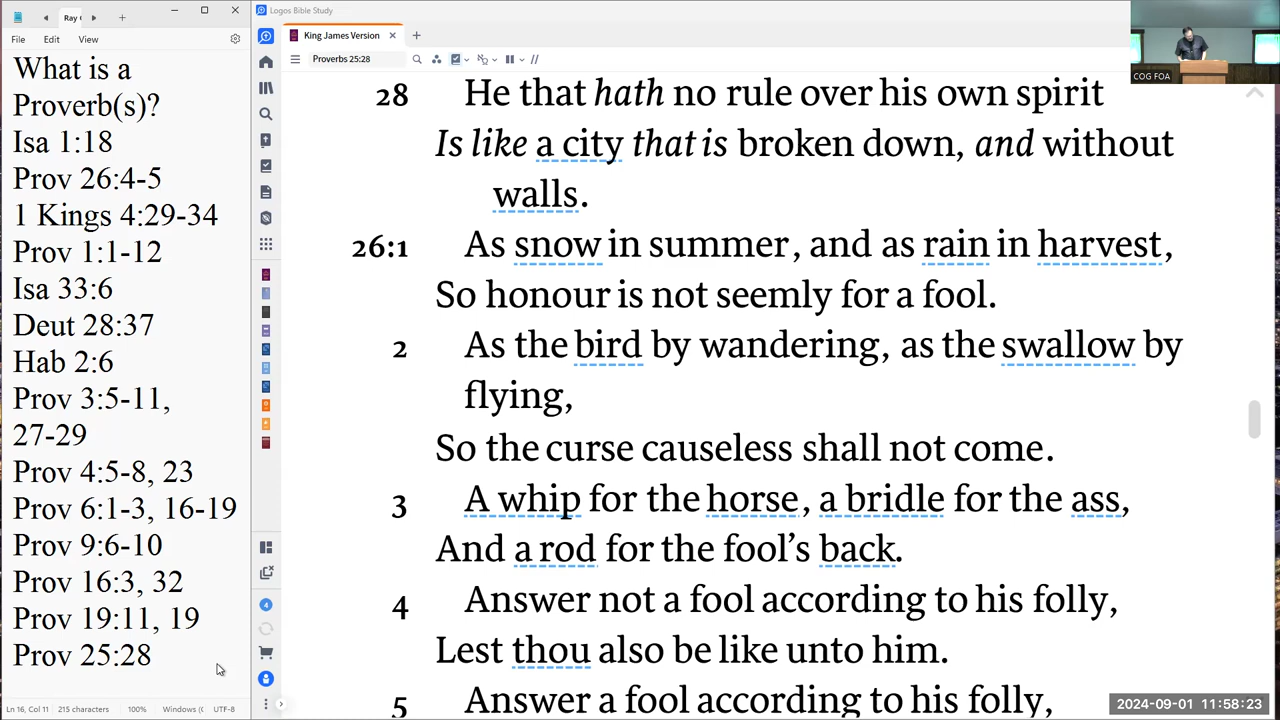 Ray
File Edit View
What is a
Proverb(s)?
Isa 1:18
Prov 26:4-5
1 Kings 4:29-34
Prov 1:1-12
Isa 33:6
Deut 28:37
Hab 2:6
Prov 3:5-11,
27-29
Prov 4:5-8, 23
Prov 6:1-3, 16-19
Prov 9:6-10
Prov 16:3, 32
Prov 19:11, 19
Prov 25:28
Ln 16, Col 11 215 characters 100% Windows (C UTF-8
Logos Bible Study
King James Version
Proverbs 25:28
28 He that hath no rule over his own spirit
Is like a city that is broken down, and without
walls.
26:1 As snow in summer, and as rain in harvest,
So honour is not seemly for a fool.
2 As the bird by wandering, as the swallow by
flying,
So the curse causeless shall not come.
3 A whip for the horse, a bridle for the ass,
And a rod for the fool's back.
4 Answer not a fool according to his folly,
Lest thou also be like unto him.
5 Answer a fool according to his folly,
4
COG FOA
2024-09-01 11:58:23